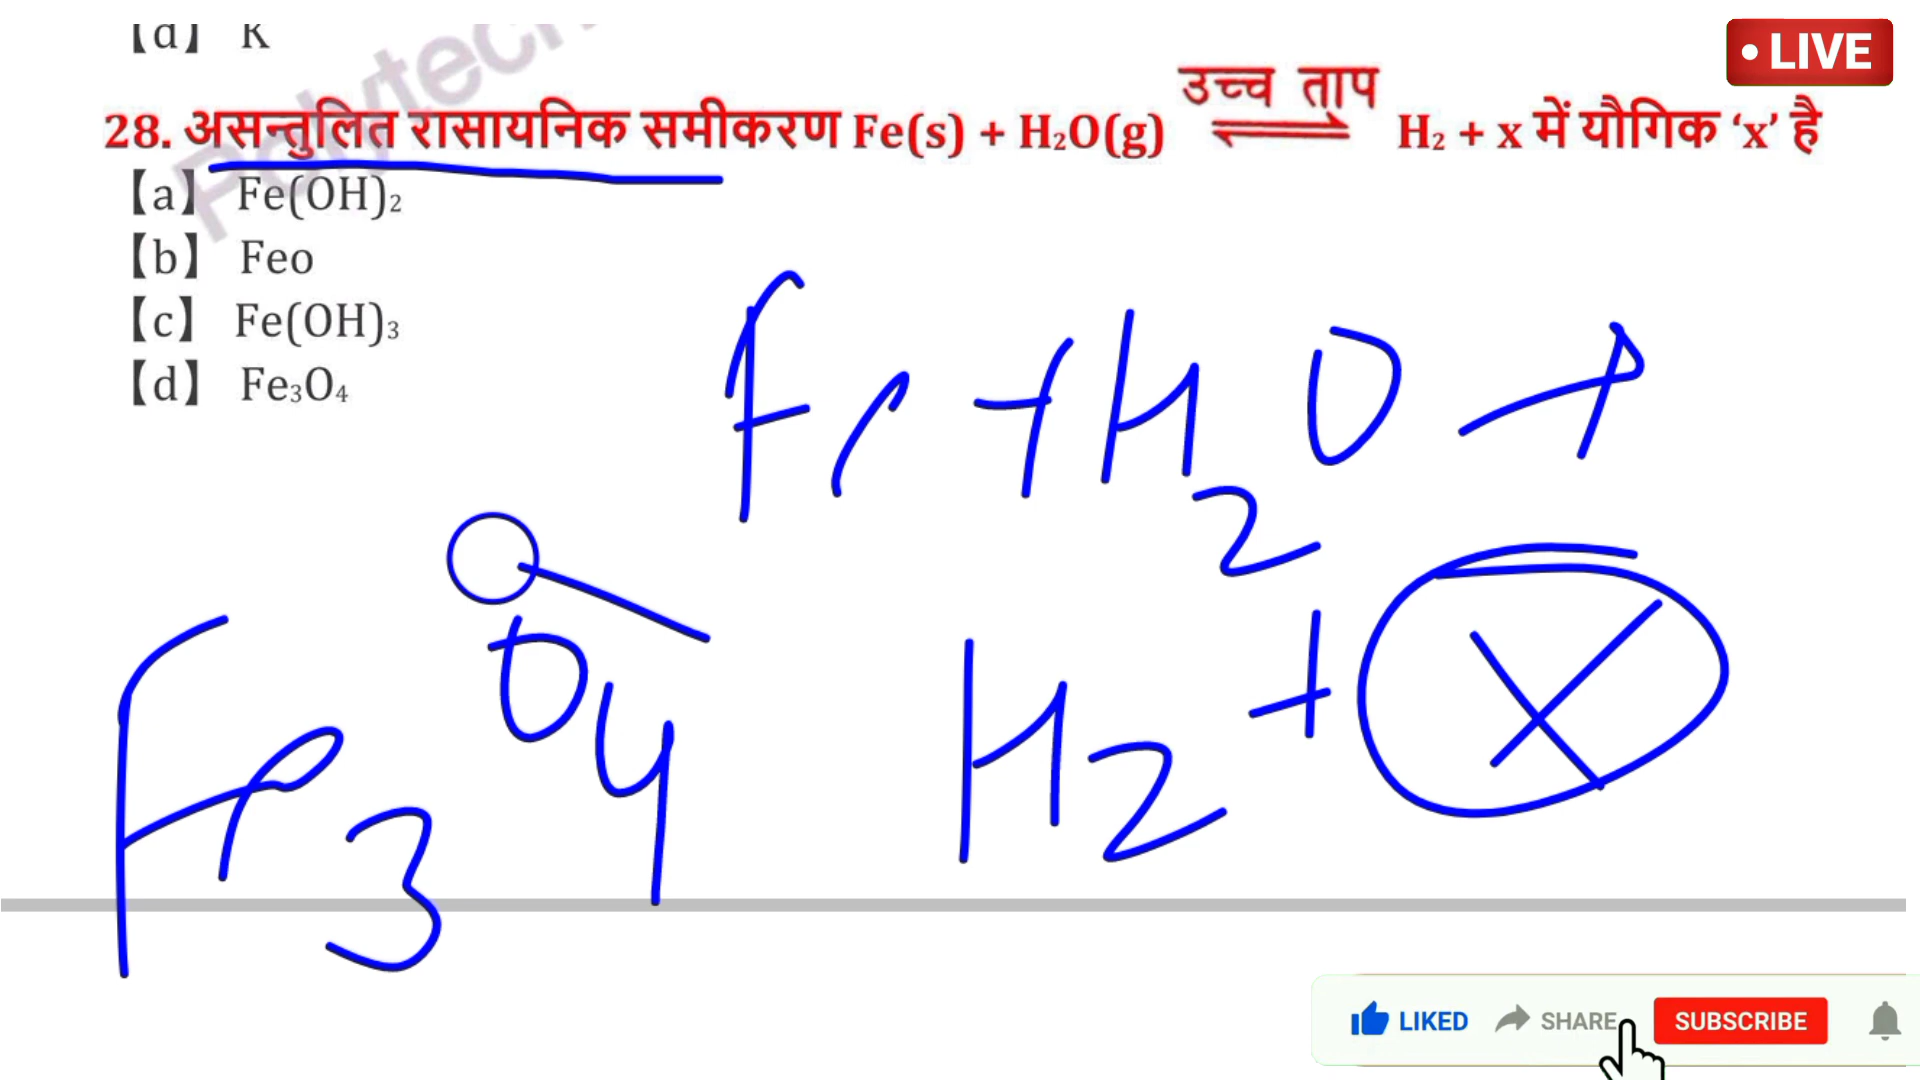 [d] K
• LIVE
Polytech
उच्च ताप
28. असन्तुलित रासायनिक समीकरण Fe(s) + H₂O(g) ⇌ H₂ + x में यौगिक ‘x’ है
【a】 Fe(OH)₂
【b】 Feo
【c】 Fe(OH)₃
【d】 Fe₃O₄
Fe + H₂O →
H₂ + X
Fe₃O₄
LIKED SHARE SUBSCRIBE